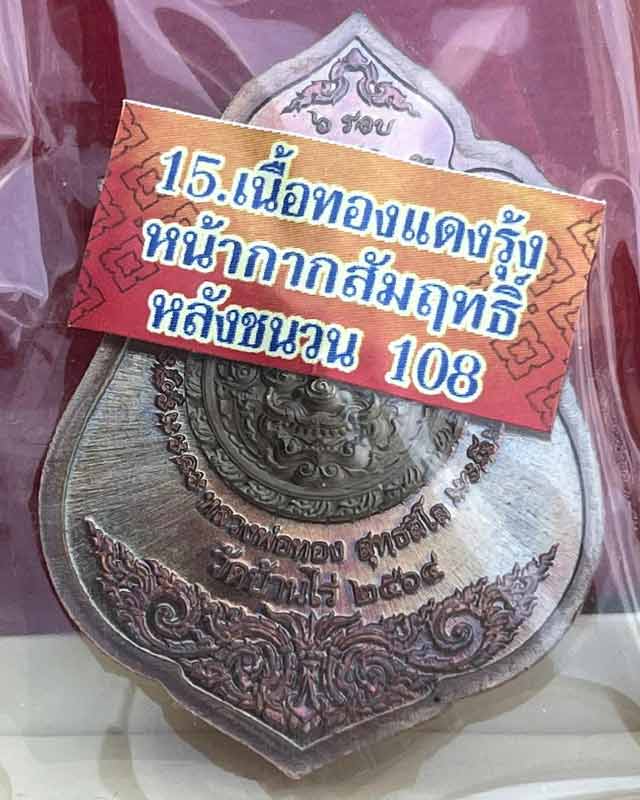 ๖ รอบ
15.เนื้อทองแดงรุ้ง
หน้ากากสัมฤทธิ์
หลังชนวน 108
หลวงพ่อทอง สุทธสีโล
วัดบ้านไร่ ๒๕๖๔